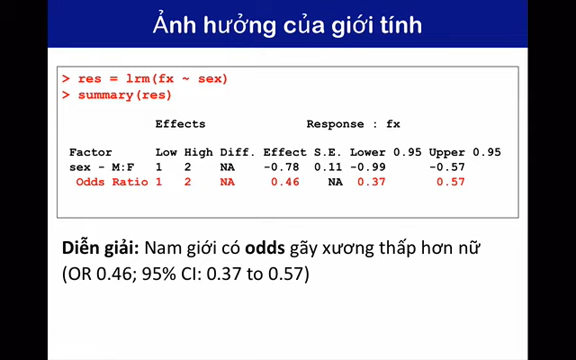 Ảnh hưởng của giới tính
> res = lrm(fx ~ sex)
> summary(res)
Effects Response : fx
Factor Low High Diff. Effect S.E. Lower 0.95 Upper 0.95
sex - M:F 1 2 NA -0.78 0.11 -0.99 -0.57
Odds Ratio 1 2 NA 0.46 NA 0.37 0.57
Diễn giải: Nam giới có odds gãy xương thấp hơn nữ
(OR 0.46; 95% CI: 0.37 to 0.57)